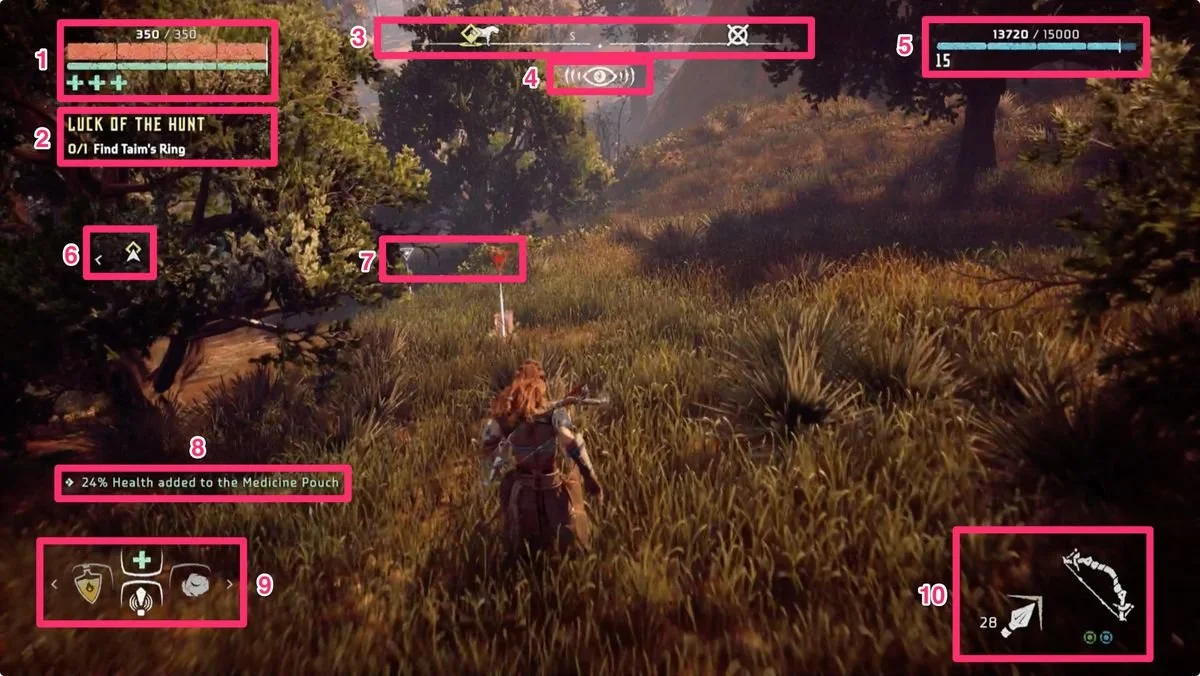 1
350 / 350
2
LUCK OF THE HUNT
0/1 Find Taim's Ring
3
S
4
5
13720 / 15000
15
6
7
8
24% Health added to the Medicine Pouch
9
10
28